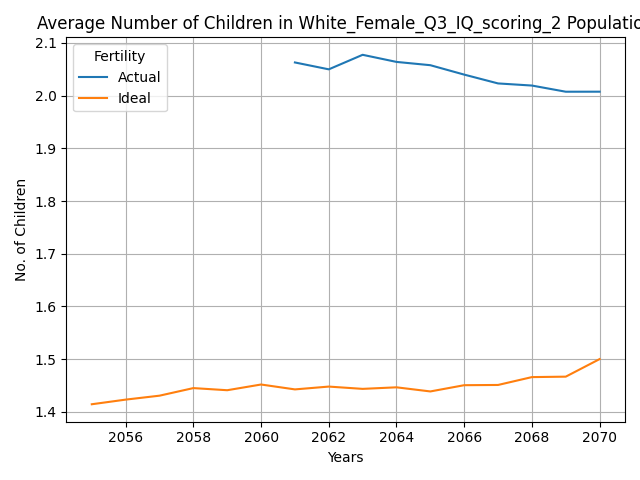 Average Number of Children in White_Female_Q3_IQ_scoring_2 Populatio
Fertility
Actual
Ideal
2.1
2.0
1.9
1.8
1.7
1.6
1.5
1.4
No. of Children
2056 2058 2060 2062 2064 2066 2068 2070
Years